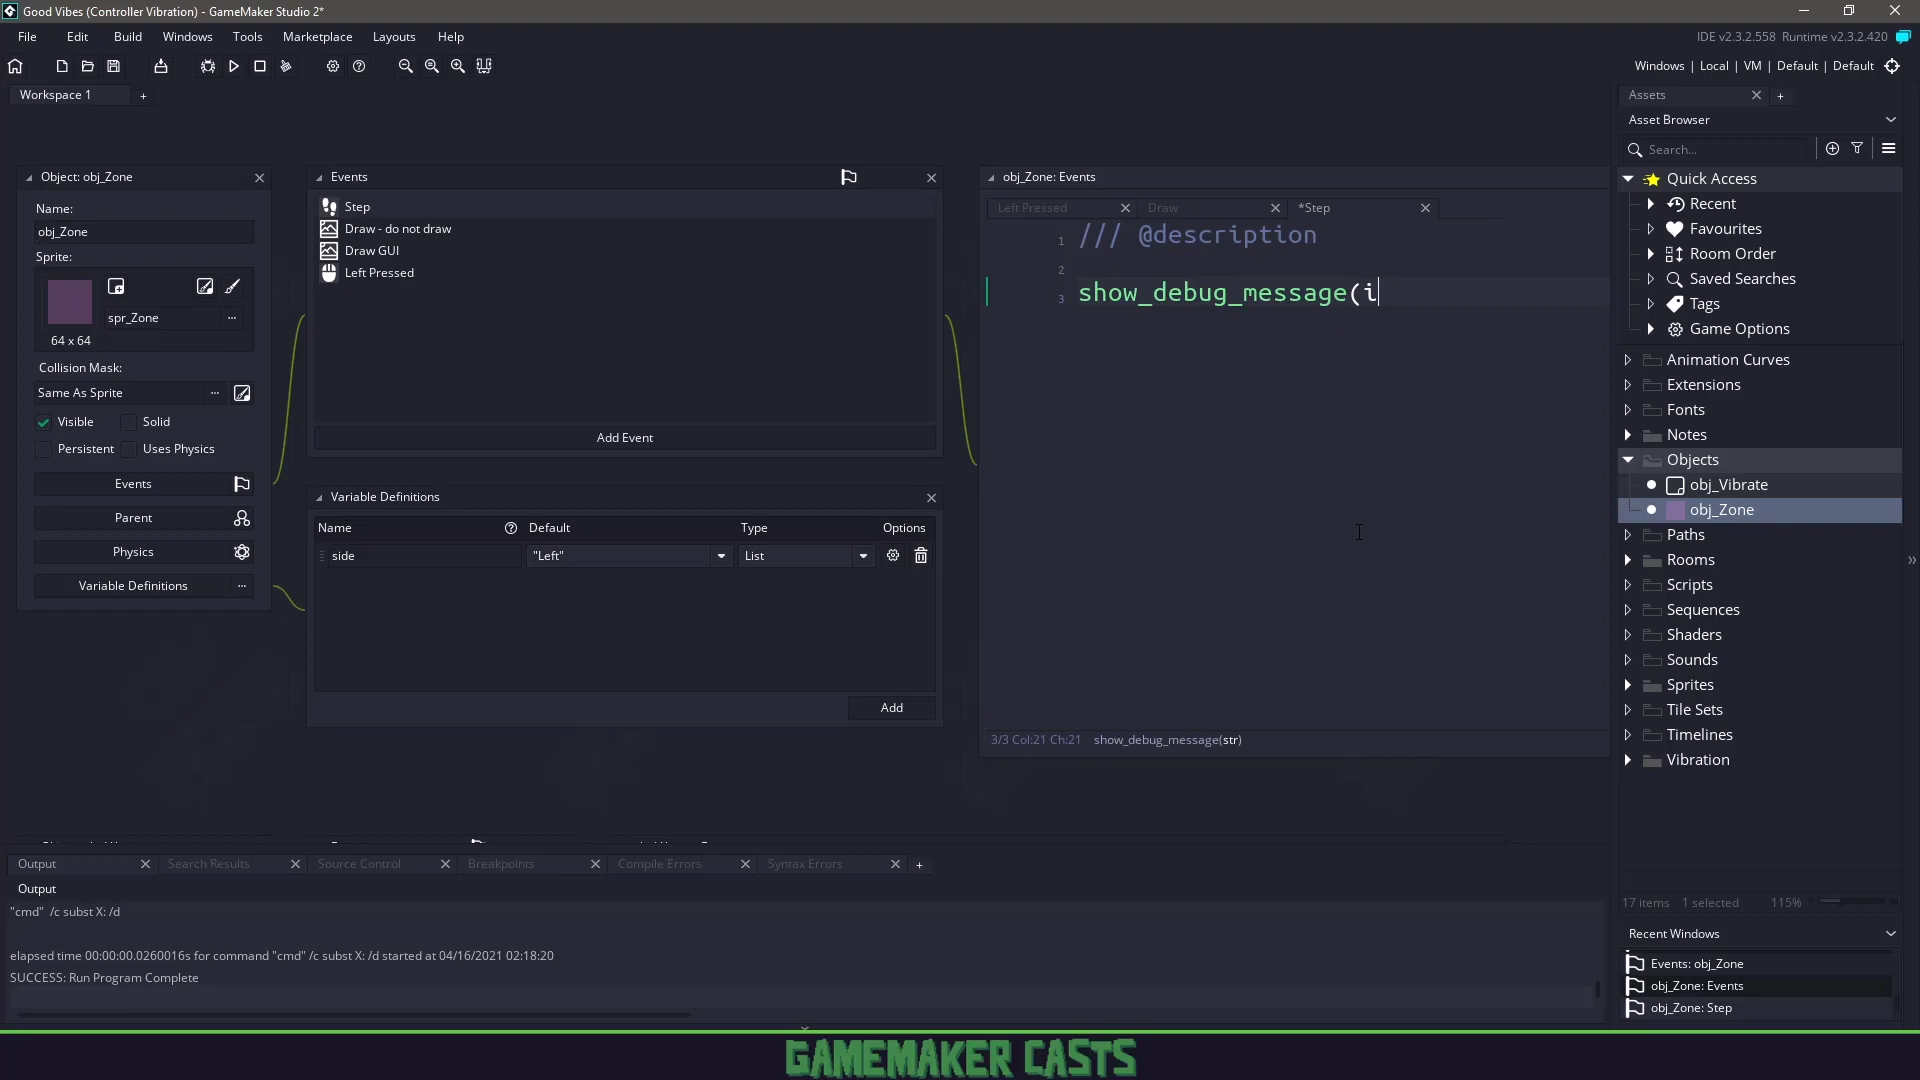 Good Vibes (Controller Vibration) - GameMaker Studio 2*
File Edit Build Windows Tools Marketplace Layouts Help
IDE v2.3.2.558 Runtime v2.3.2.420
Windows | Local | VM | Default | Default
Workspace 1 +
Assets
Asset Browser
Search...
Quick Access
Recent
Favourites
Room Order
Saved Searches
Tags
Game Options
Animation Curves
Extensions
Fonts
Notes
Objects
obj_Vibrate
obj_Zone
Paths
Rooms
Scripts
Sequences
Shaders
Sounds
Sprites
Tile Sets
Timelines
Vibration
17 items 1 selected 115%
Recent Windows
Events: obj_Zone
obj_Zone: Events
obj_Zone: Step
Object: obj_Zone
Name:
obj_Zone
Sprite:
spr_Zone
64 x 64
Collision Mask:
Same As Sprite
Visible Solid
Persistent Uses Physics
Events
Parent
Physics
Variable Definitions
Events
Step
Draw - do not draw
Draw GUI
Left Pressed
Add Event
Variable Definitions
Name Default Type Options
side "Left" List
Add
obj_Zone: Events
Left Pressed Draw *Step
1 /// @description
2
3 show_debug_message(i
3/3 Col:21 Ch:21 show_debug_message(str)
Output Search Results Source Control Breakpoints Compile Errors Syntax Errors +
Output
"cmd" /c subst X: /d
elapsed time 00:00:00.0260016s for command "cmd" /c subst X: /d started at 04/16/2021 02:18:20
SUCCESS: Run Program Complete
GAMEMAKER CASTS